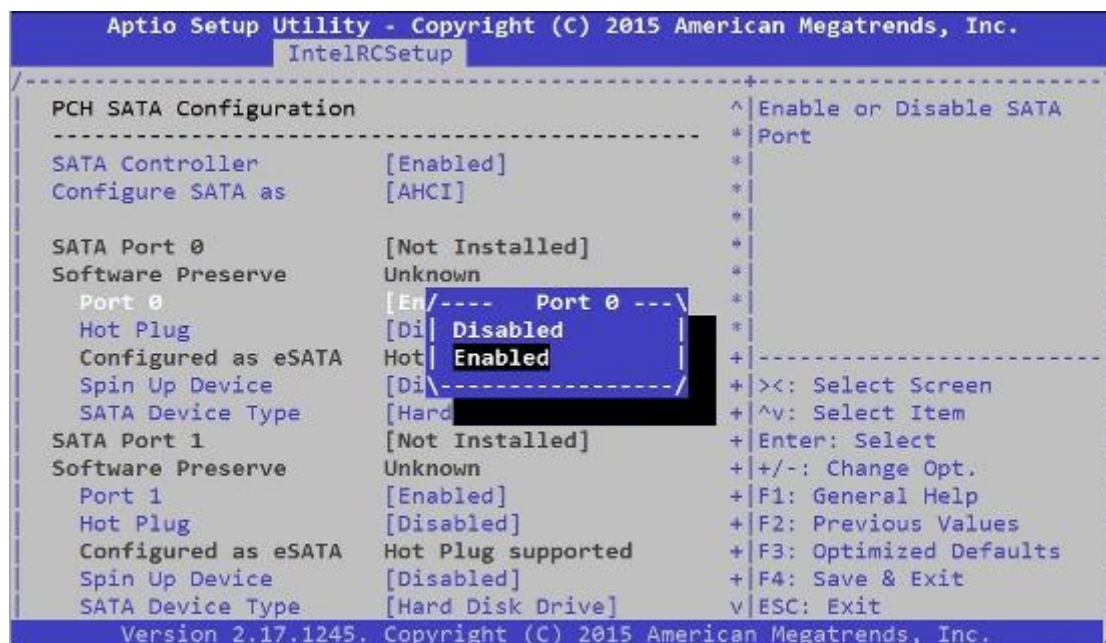 Aptio Setup Utility - Copyright (C) 2015 American Megatrends, Inc.
IntelRCSetup
/----------------------------------------------------+-------------------------
PCH SATA Configuration ^|Enable or Disable SATA
----------------------------------------------- *|Port
SATA Controller [Enabled] *|
Configure SATA as [AHCI] *|
*|
SATA Port 0 [Not Installed] *|
Software Preserve Unknown *|
Port 0 [En/---- Port 0 ---\ *|
Hot Plug [Di| Disabled | *|
Configured as eSATA Hot| Enabled | +|-------------------------
Spin Up Device [Di\-----------------/ +|><: Select Screen
SATA Device Type [Hard +|^v: Select Item
SATA Port 1 [Not Installed] +|Enter: Select
Software Preserve Unknown +|+/-: Change Opt.
Port 1 [Enabled] +|F1: General Help
Hot Plug [Disabled] +|F2: Previous Values
Configured as eSATA Hot Plug supported +|F3: Optimized Defaults
Spin Up Device [Disabled] +|F4: Save & Exit
SATA Device Type [Hard Disk Drive] v|ESC: Exit
Version 2.17.1245. Copyright (C) 2015 American Megatrends, Inc.